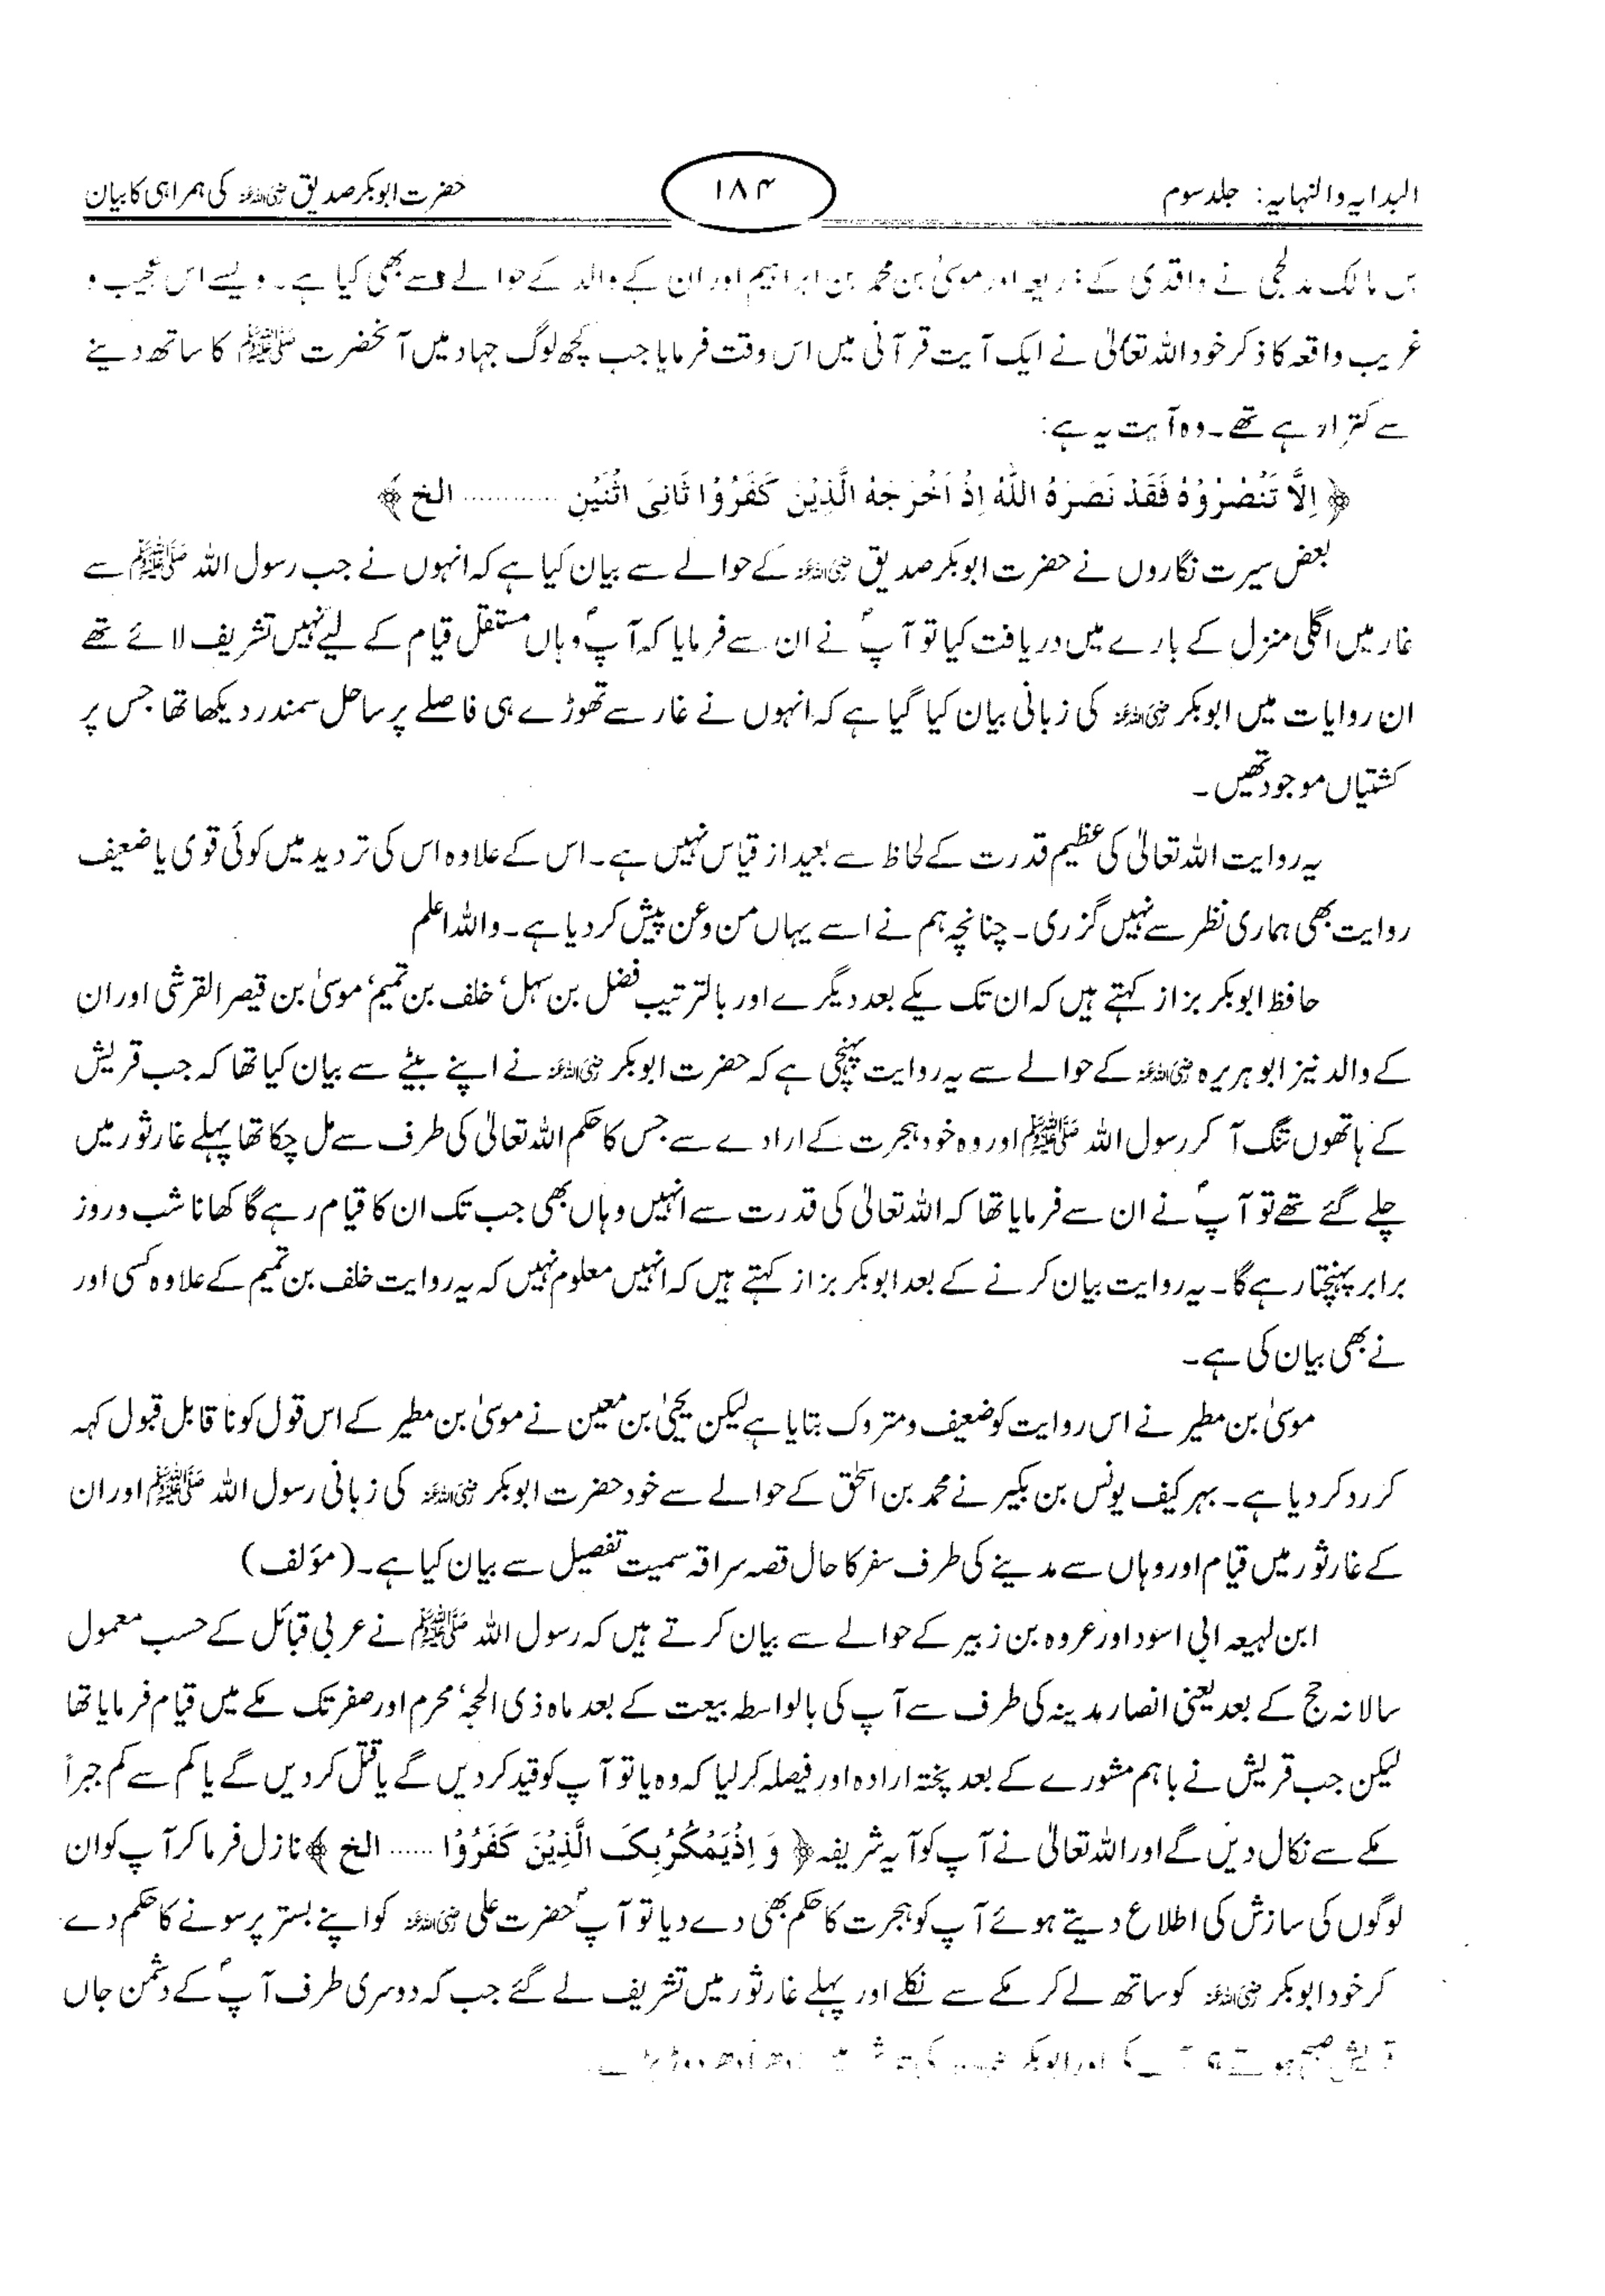 البدایہ والنہایہ: جلد سوم
۱۸۴
حضرت ابوبکر صدیق رضی اللہ عنہ کی ہمراہی کا بیان
بن مالک مدلجی نے واقدی کے ذریعہ اور موسیٰ بن محمد بن ابراہیم اور ان کے والد کے حوالے سے بھی کیا ہے۔ ویسے اس عجیب و
غریب واقعہ کا ذکر خود اللہ تعالیٰ نے ایک آیت قرآنی میں اس وقت فرمایا جب کچھ لوگ جہاد میں آنحضرت ﷺ کا ساتھ دینے
سے کترا رہے تھے۔ وہ آیت یہ ہے:
﴿ اِلَّا تَنْصُرُوْهُ فَقَدْ نَصَرَهُ اللّٰهُ اِذْ اَخْرَجَهُ الَّذِيْنَ كَفَرُوْا ثَانِیَ اثْنَيْنِ ............ الخ ﴾
بعض سیرت نگاروں نے حضرت ابوبکر صدیق رضی اللہ عنہ کے حوالے سے بیان کیا ہے کہ انہوں نے جب رسول اللہ ﷺ سے
غار میں اگلی منزل کے بارے میں دریافت کیا تو آپؐ نے ان سے فرمایا کہ آپؐ وہاں مستقل قیام کے لیے نہیں تشریف لائے تھے
ان روایات میں ابوبکر رضی اللہ عنہ کی زبانی بیان کیا گیا ہے کہ انہوں نے غار سے تھوڑے ہی فاصلے پر ساحل سمندر دیکھا تھا جس پر
کشتیاں موجود تھیں۔
یہ روایت اللہ تعالیٰ کی عظیم قدرت کے لحاظ سے بعید از قیاس نہیں ہے۔ اس کے علاوہ اس کی تردید میں کوئی قوی یا ضعیف
روایت بھی ہماری نظر سے نہیں گزری۔ چنانچہ ہم نے اسے یہاں من و عن پیش کر دیا ہے۔ واللہ اعلم
حافظ ابوبکر بزاز کہتے ہیں کہ ان تک یکے بعد دیگرے اور بالترتیب فضل بن سہل، خلف بن تمیم، موسیٰ بن قیصر القرشی اور ان
کے والد نیز ابوہریرہ رضی اللہ عنہ کے حوالے سے یہ روایت پہنچی ہے کہ حضرت ابوبکر رضی اللہ عنہ نے اپنے بیٹے سے بیان کیا تھا کہ جب قریش
کے ہاتھوں تنگ آ کر رسول اللہ ﷺ اور وہ خود ہجرت کے ارادے سے جس کا حکم اللہ تعالیٰ کی طرف سے مل چکا تھا پہلے غار ثور میں
چلے گئے تھے تو آپؐ نے ان سے فرمایا تھا کہ اللہ تعالیٰ کی قدرت سے انہیں وہاں بھی جب تک ان کا قیام رہے گا کھانا شب و روز
برابر پہنچتا رہے گا۔ یہ روایت بیان کرنے کے بعد ابوبکر بزاز کہتے ہیں کہ انہیں معلوم نہیں کہ یہ روایت خلف بن تمیم کے علاوہ کسی اور
نے بھی بیان کی ہے۔
موسیٰ بن مطیر نے اس روایت کو ضعیف و متروک بتایا ہے لیکن یحییٰ بن معین نے موسیٰ بن مطیر کے اس قول کو ناقابل قبول کہہ
کر رد کر دیا ہے۔ بہر کیف یونس بن بکیر نے محمد بن اسحٰق کے حوالے سے خود حضرت ابوبکر رضی اللہ عنہ کی زبانی رسول اللہ ﷺ اور ان
کے غار ثور میں قیام اور وہاں سے مدینے کی طرف سفر کا حال قصہ سراقہ سمیت تفصیل سے بیان کیا ہے۔ (مؤلف)
ابن لہیعہ ابی اسود اور عروہ بن زبیر کے حوالے سے بیان کرتے ہیں کہ رسول اللہ ﷺ نے عربی قبائل کے حسب معمول
سالانہ حج کے بعد یعنی انصار مدینہ کی طرف سے آپ کی بالواسطہ بیعت کے بعد ماہ ذی الحجہ، محرم اور صفر تک مکے میں قیام فرمایا تھا
لیکن جب قریش نے باہم مشورے کے بعد پختہ ارادہ اور فیصلہ کر لیا کہ وہ یا تو آپ کو قید کر دیں گے یا قتل کر دیں گے یا کم سے کم جبراً
مکے سے نکال دیں گے اور اللہ تعالیٰ نے آپ کو آیہ شریفہ ﴿ وَ اِذْ يَمْكُرُ بِكَ الَّذِيْنَ كَفَرُوْا ...... الخ ﴾ نازل فرما کر آپ کو ان
لوگوں کی سازش کی اطلاع دیتے ہوئے آپ کو ہجرت کا حکم بھی دے دیا تو آپؐ حضرت علی رضی اللہ عنہ کو اپنے بستر پر سونے کا حکم دے
کر خود ابوبکر رضی اللہ عنہ کو ساتھ لے کر مکے سے نکلے اور پہلے غار ثور میں تشریف لے گئے جب کہ دوسری طرف آپؐ کے دشمن جاں
قریش صبح ہوتے ہی آپ کی اور ابوبکر